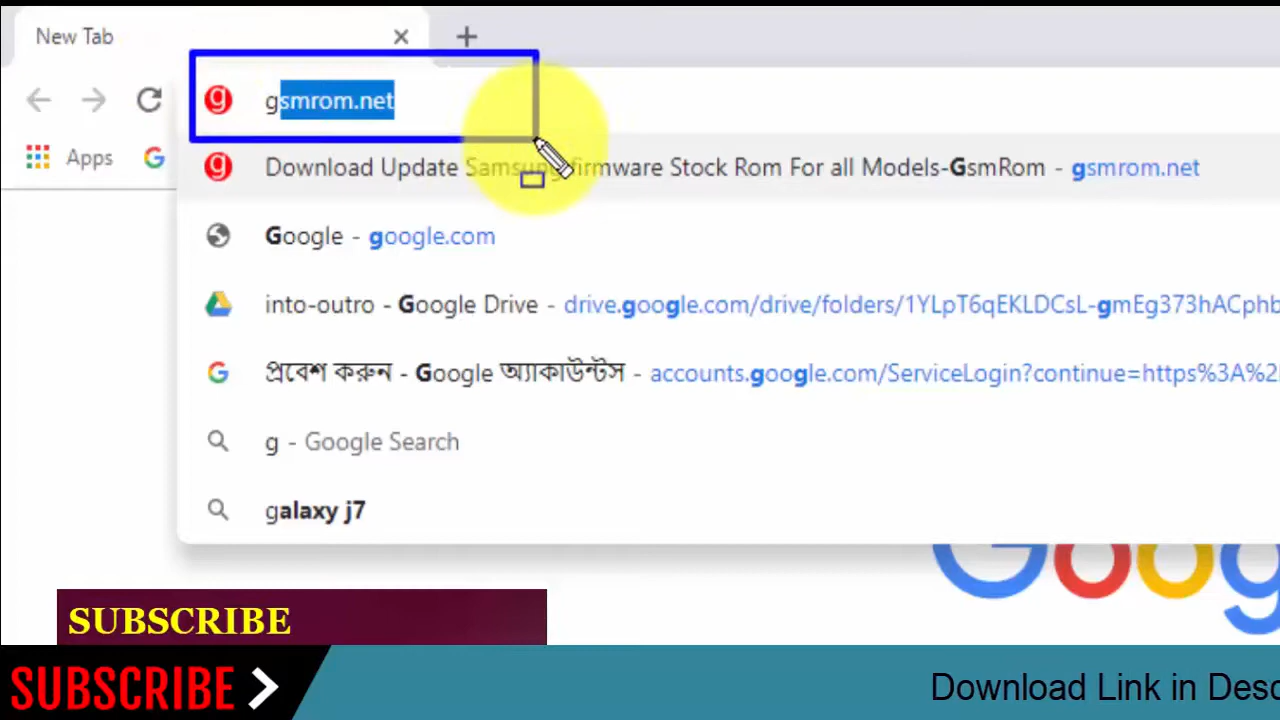 New Tab
gsmrom.net
Apps
Download Update Samsung firmware Stock Rom For all Models-GsmRom - gsmrom.net
Google - google.com
into-outro - Google Drive - drive.google.com/drive/folders/1YLpT6qEKLDCsL-gmEg373hACphb
প্রবেশ করুন - Google অ্যাকাউন্টস - accounts.google.com/ServiceLogin?continue=https%3A%2
g - Google Search
galaxy j7
Goog
SUBSCRIBE
SUBSCRIBE
Download Link in Desc